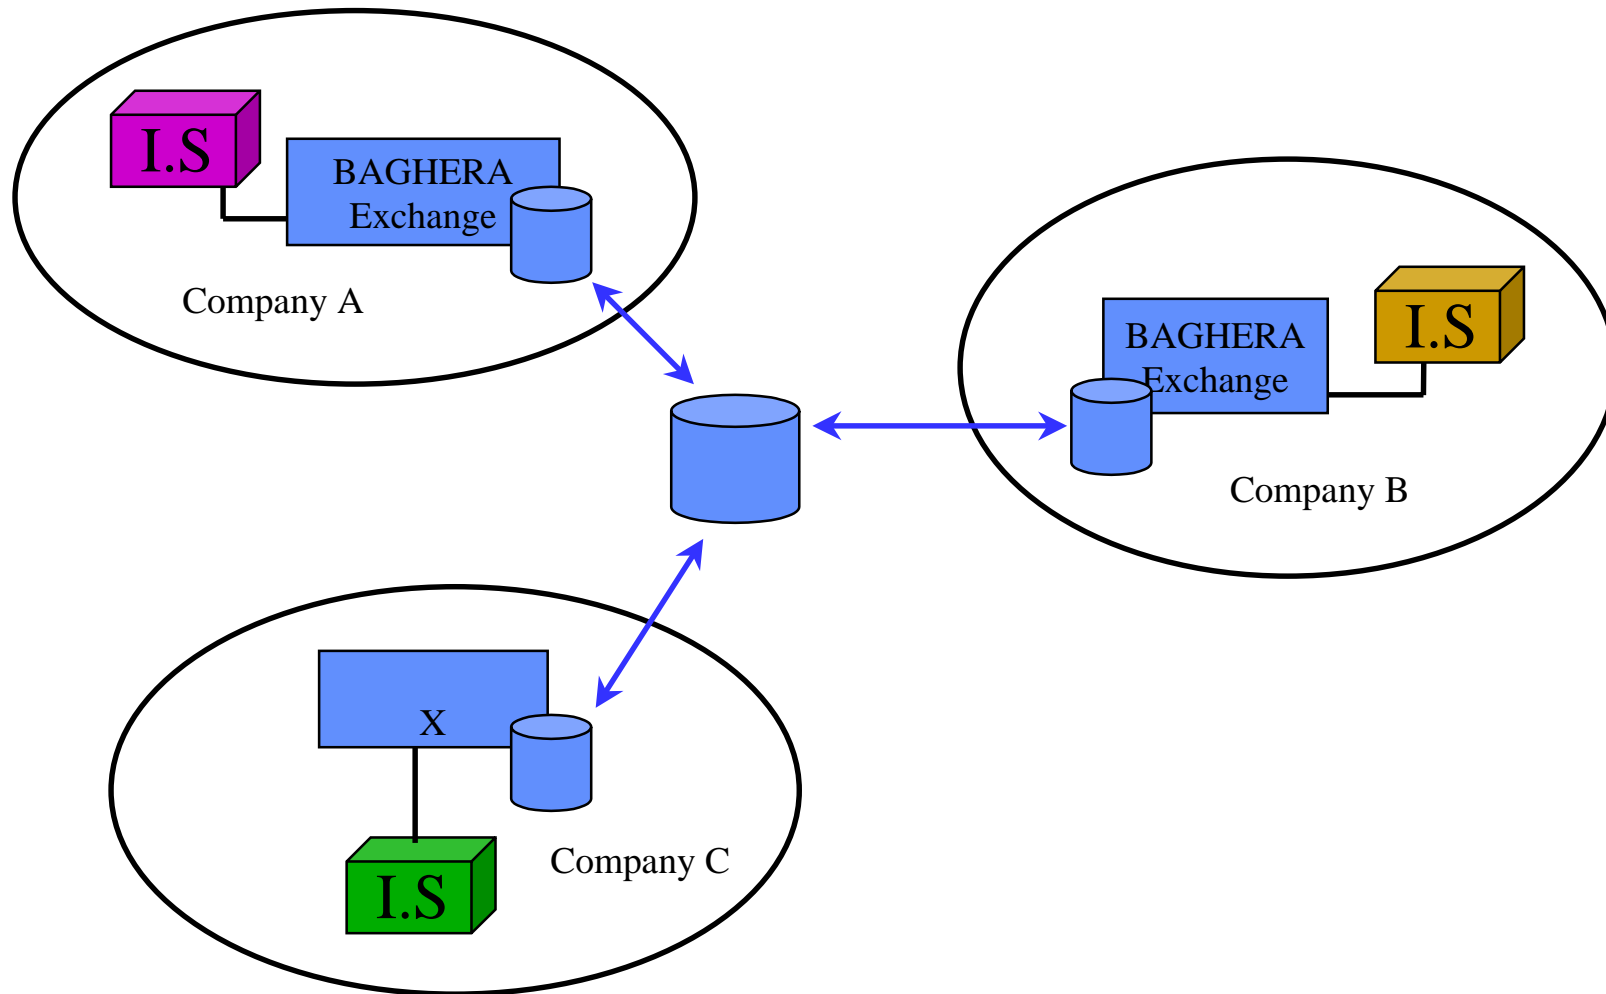 I.S
BAGHERA
Exchange
Company A
I.S
BAGHERA
Exchange
Company B
X
Company C
I.S